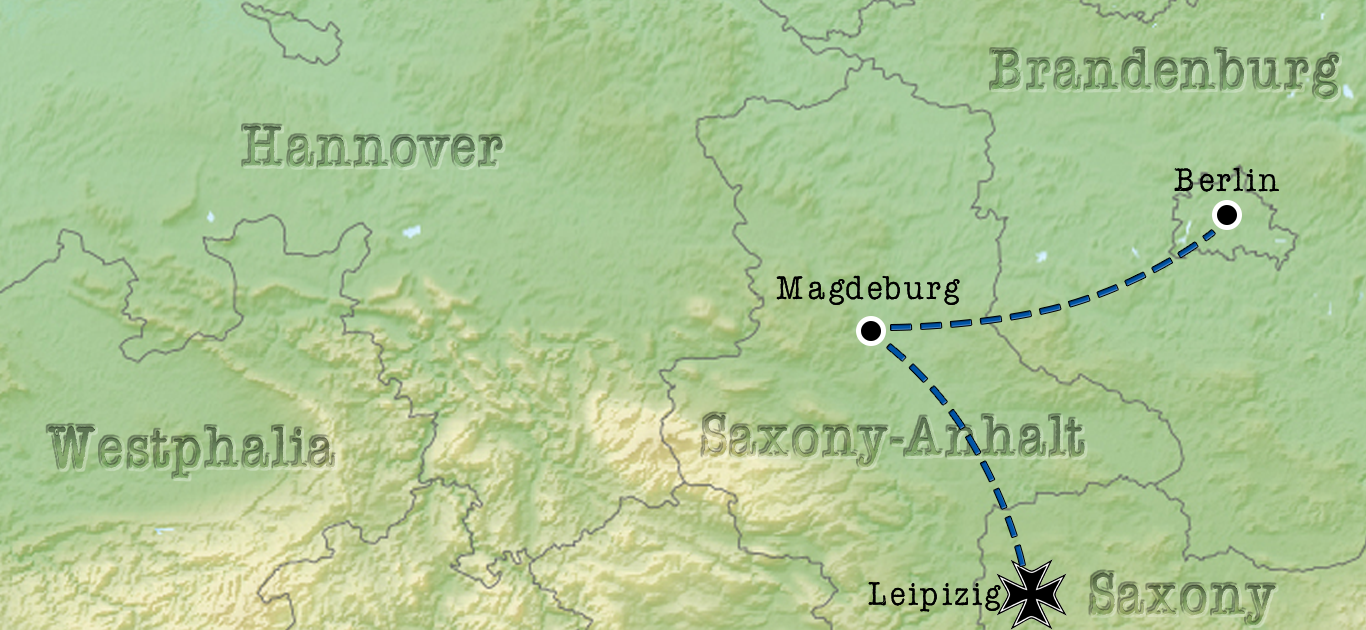 Brandenburg
Hannover
Berlin
Magdeburg
Saxony-Anhalt
Westphalia
Leipizig
Saxony